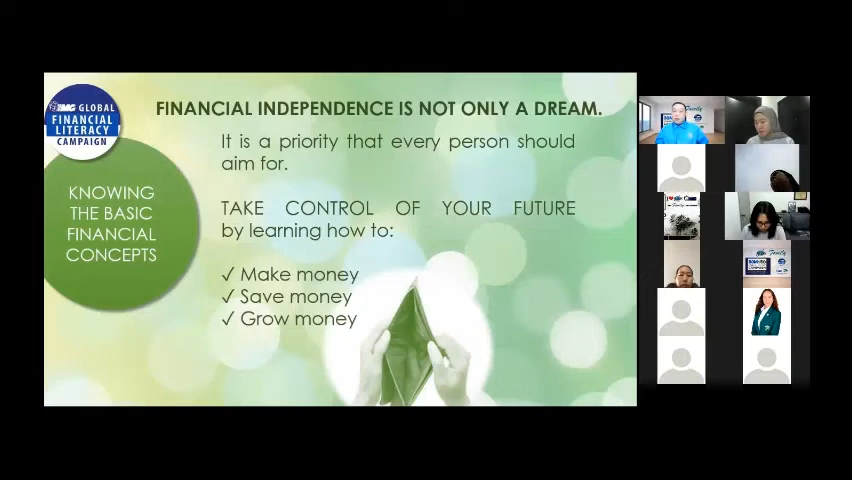 IMG GLOBAL
FINANCIAL
LITERACY
CAMPAIGN
FINANCIAL INDEPENDENCE IS NOT ONLY A DREAM.
It is a priority that every person should
aim for.
KNOWING
THE BASIC
FINANCIAL
CONCEPTS
TAKE CONTROL OF YOUR FUTURE
by learning how to:
✓ Make money
✓ Save money
✓ Grow money